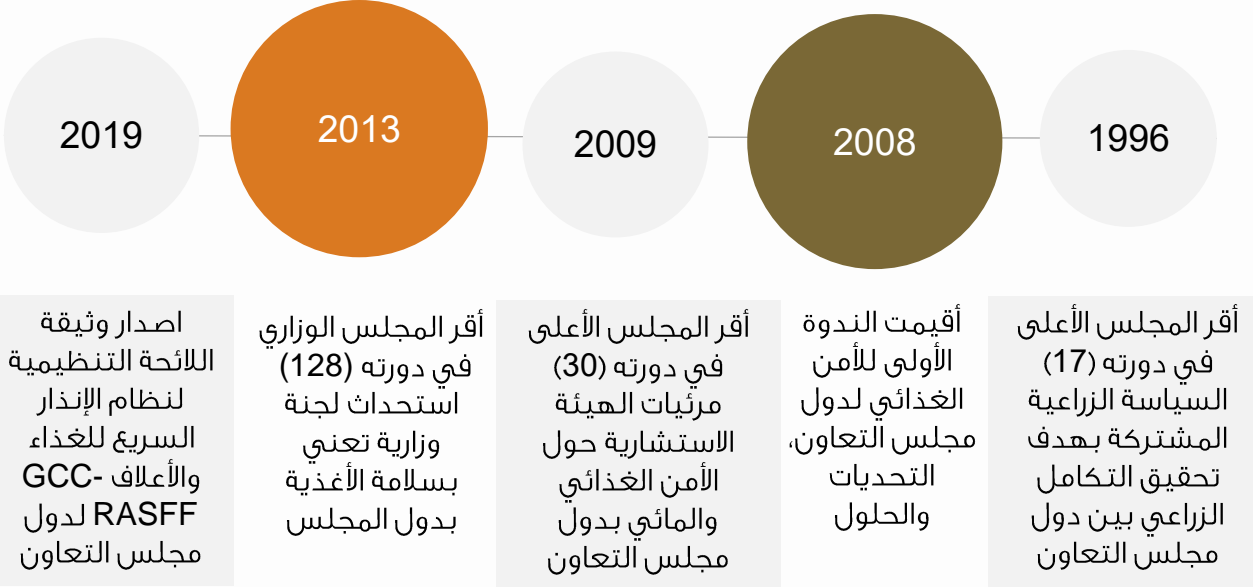 1996
أقر المجلس الأعلى
في دورته (17)
السياسة الزراعية
المشتركة بهدف
تحقيق التكامل
الزراعي بين دول
مجلس التعاون
2008
أقيمت الندوة
الأولى للأمن
الغذائي لدول
مجلس التعاون،
التحديات
والحلول
2009
أقر المجلس الأعلى
في دورته (30)
مرئيات الهيئة
الاستشارية حول
الأمن الغذائي
والمائي بدول
مجلس التعاون
2013
أقر المجلس الوزاري
في دورته (128)
استحداث لجنة
وزارية تعني
بسلامة الأغذية
بدول المجلس
2019
اصدار وثيقة
اللائحة التنظيمية
لنظام الإنذار
السريع للغذاء
والأعلاف GCC-
RASFF لدول
مجلس التعاون